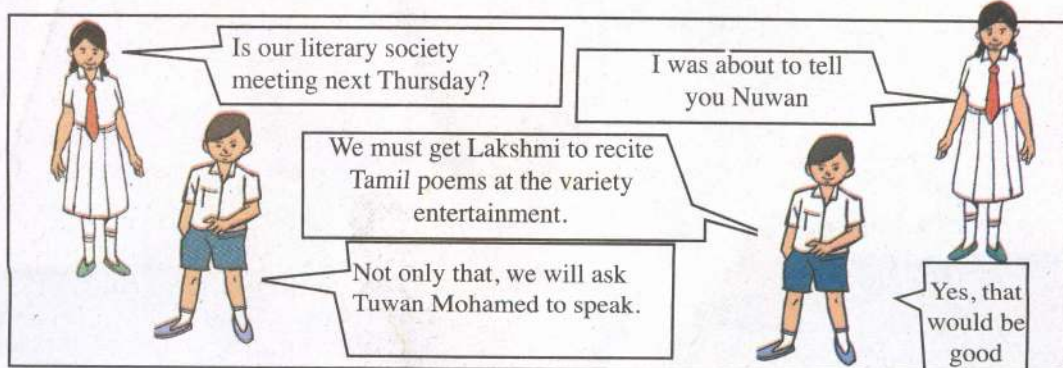 Is our literary society
meeting next Thursday?
I was about to tell
you Nuwan
We must get Lakshmi to recite
Tamil poems at the variety
entertainment.
Not only that, we will ask
Tuwan Mohamed to speak.
Yes, that
would be
good